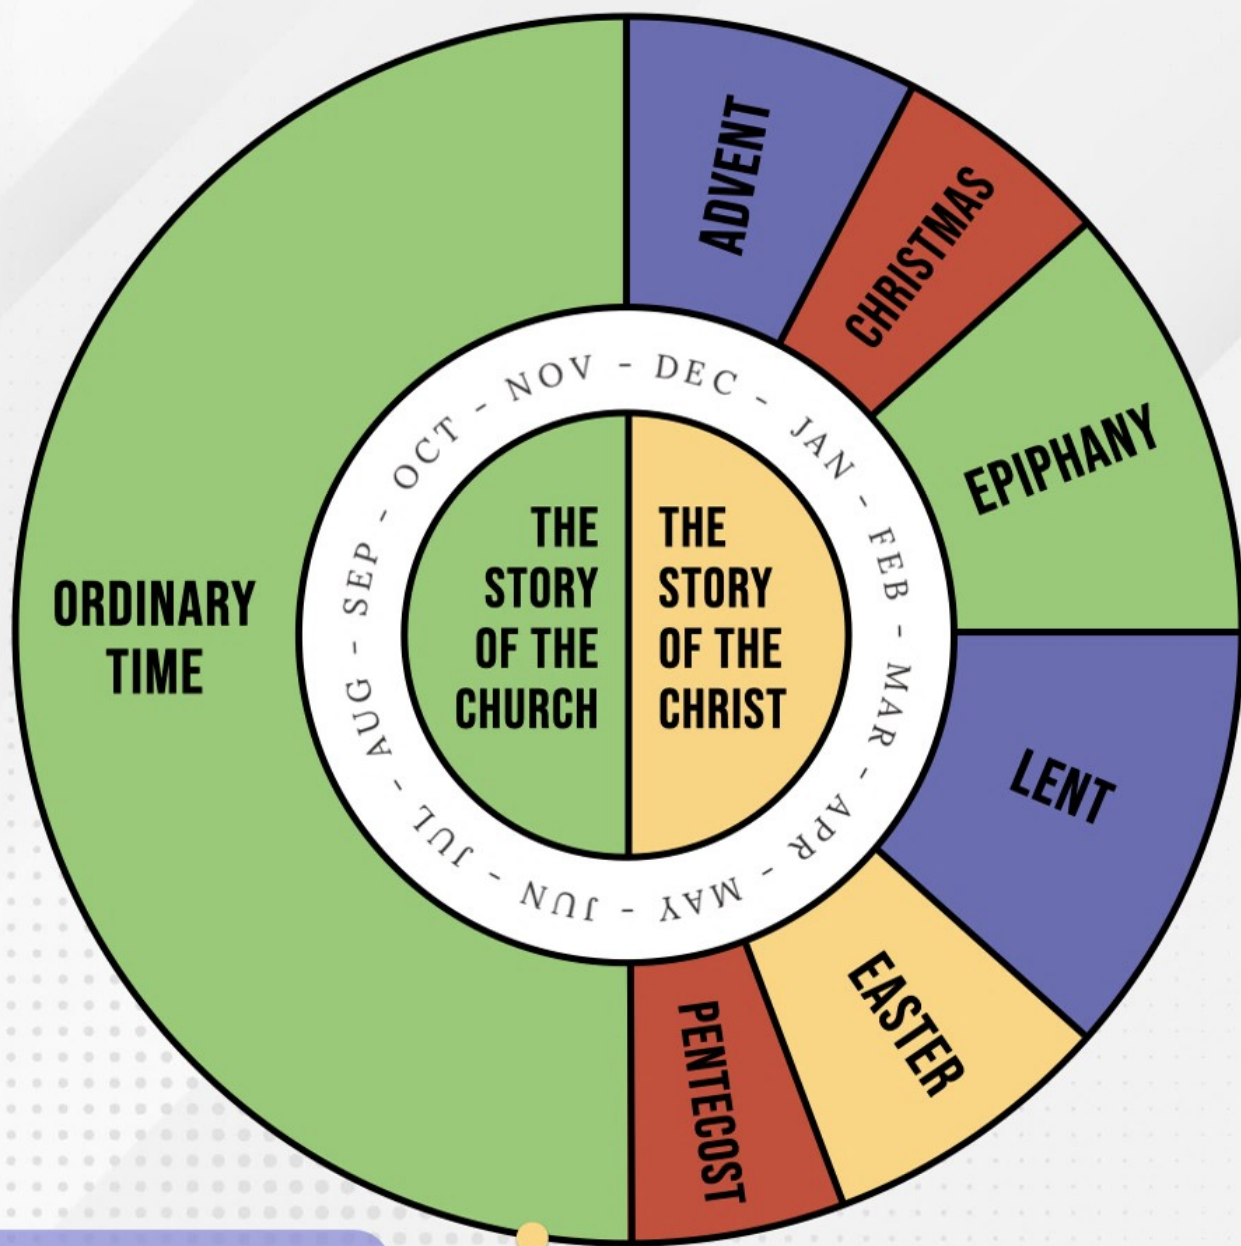 ADVENT
CHRISTMAS
EPIPHANY
LENT
EASTER
PENTECOST
ORDINARY
TIME
NOV - DEC - JAN - FEB - MAR - APR - MAY - JUN - JUL - AUG - SEP - OCT -
THE
STORY
OF THE
CHURCH
THE
STORY
OF THE
CHRIST